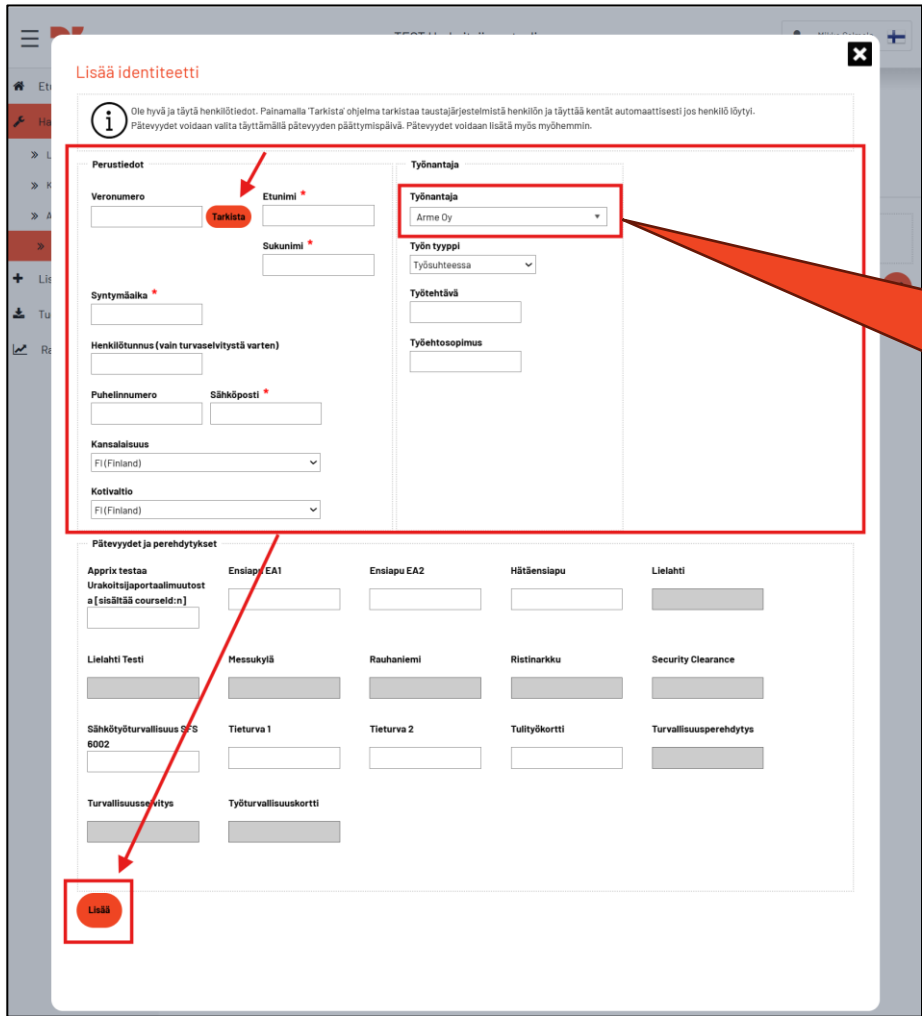 Lisää identiteetti
Ole hyvä ja täytä henkilötiedot. Painamalla 'Tarkista' ohjelma tarkistaa taustajärjestelmistä henkilön ja täyttää kentät automaattisesti jos henkilö löytyi.
Pätevyydet voidaan valita täyttämällä pätevyyden päättymispäivä. Pätevyydet voidaan lisätä myös myöhemmin.
Perustiedot
Veronumero
Tarkista
Etunimi *
Sukunimi *
Syntymäaika *
Henkilötunnus (vain turvaselvitystä varten)
Puhelinnumero
Sähköposti *
Kansalaisuus
FI (Finland)
Kotivaltio
FI (Finland)
Työnantaja
Työnantaja
Arme Oy
Työn tyyppi
Työsuhteessa
Työtehtävä
Työehtosopimus
Pätevyydet ja perehdytykset
Apprix testaa
Urakoitsijaportaalimuutost
a [sisältää courseId:n]
Ensiapu EA1
Ensiapu EA2
Hätäensiapu
Lielahti
Lielahti Testi
Messukylä
Rauhaniemi
Ristinarkku
Security Clearance
Sähkötyöturvallisuus SFS
6002
Tieturva 1
Tieturva 2
Tulityökortti
Turvallisuusperehdytys
Turvallisuusselvitys
Työturvallisuuskortti
Lisää